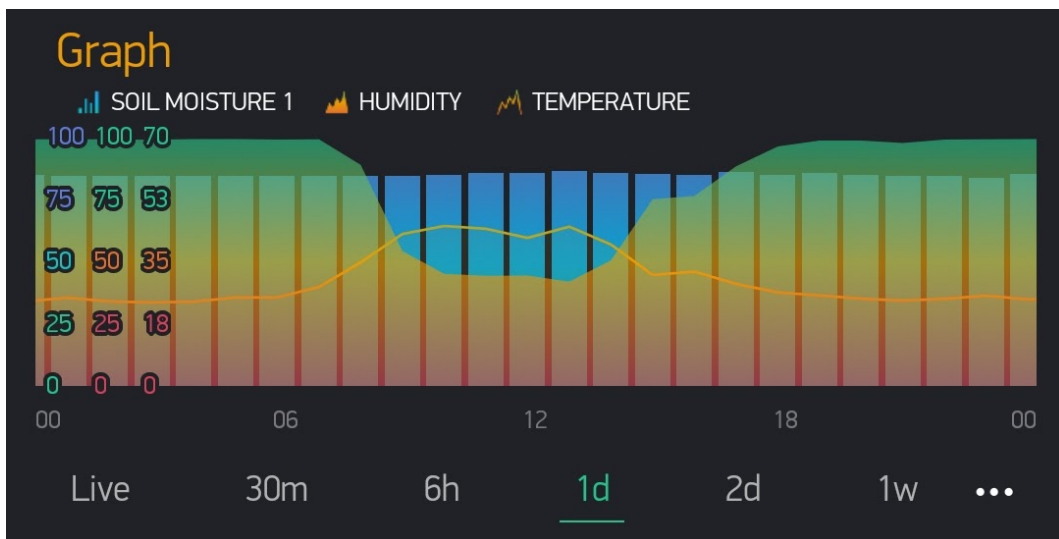 Graph
SOIL MOISTURE 1 HUMIDITY TEMPERATURE
100 100 70
75 75 53
50 50 35
25 25 18
0 0 0
00 06 12 18 00
Live 30m 6h 1d 2d 1w ...